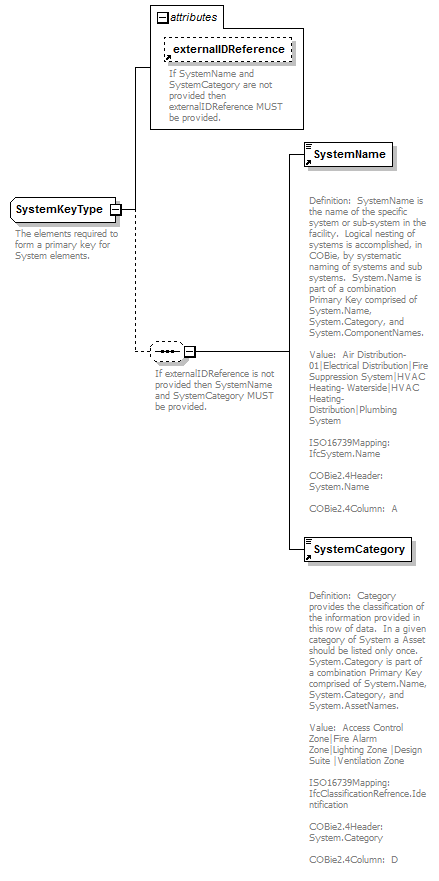 attributes
externalIDReference
If SystemName and
SystemCategory are not
provided then
externalIDReference MUST
be provided.
SystemKeyType
The elements required to
form a primary key for
System elements.
If externalIDReference is not
provided then SystemName
and SystemCategory MUST
be provided.
SystemName
Definition:  SystemName is
the name of the specific
system or sub-system in the
facility.  Logical nesting of
systems is accomplished, in
COBie, by systematic
naming of systems and sub
systems.  System.Name is
part of a combination
Primary Key comprised of
System.Name,
System.Category, and
System.ComponentNames.
Value:  Air Distribution-
01|Electrical Distribution|Fire
Suppression System|HVAC
Heating- Waterside|HVAC
Heating-
Distribution|Plumbing
System
ISO16739Mapping:
IfcSystem.Name
COBie2.4Header:
System.Name
COBie2.4Column:  A
SystemCategory
Definition:  Category
provides the classification of
the information provided in
this row of data.  In a given
category of System a Asset
should be listed only once.
System.Category is part of
a combination Primary Key
comprised of System.Name,
System.Category, and
System.AssetNames.
Value:  Access Control
Zone|Fire Alarm
Zone|Lighting Zone |Design
Suite |Ventilation Zone
ISO16739Mapping:
IfcClassificationRefrence.Ide
ntification
COBie2.4Header:
System.Category
COBie2.4Column:  D